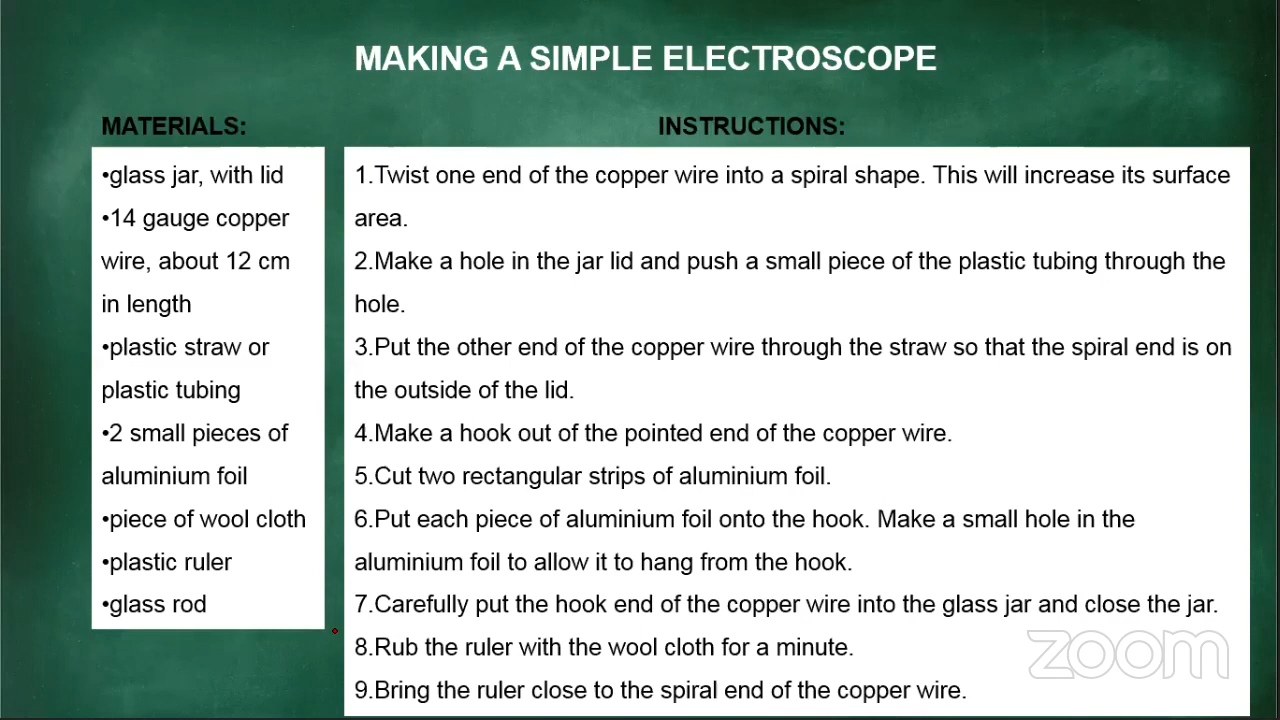 MAKING A SIMPLE ELECTROSCOPE
MATERIALS:
•glass jar, with lid
•14 gauge copper
wire, about 12 cm
in length
•plastic straw or
plastic tubing
•2 small pieces of
aluminium foil
•piece of wool cloth
•plastic ruler
•glass rod
INSTRUCTIONS:
1.Twist one end of the copper wire into a spiral shape. This will increase its surface
area.
2.Make a hole in the jar lid and push a small piece of the plastic tubing through the
hole.
3.Put the other end of the copper wire through the straw so that the spiral end is on
the outside of the lid.
4.Make a hook out of the pointed end of the copper wire.
5.Cut two rectangular strips of aluminium foil.
6.Put each piece of aluminium foil onto the hook. Make a small hole in the
aluminium foil to allow it to hang from the hook.
7.Carefully put the hook end of the copper wire into the glass jar and close the jar.
8.Rub the ruler with the wool cloth for a minute.
9.Bring the ruler close to the spiral end of the copper wire.
zoom